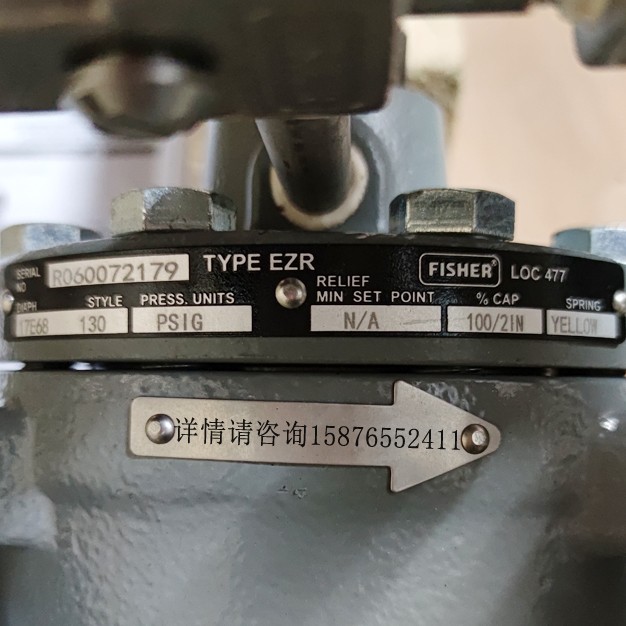 SERIAL NO R060072179 TYPE EZR FISHER LOC 477
DIAPH STYLE PRESS. UNITS RELIEF MIN SET POINT % CAP SPRING
17E68 130 PSIG N/A 100/2IN YELLOW
详情请咨询15876552411